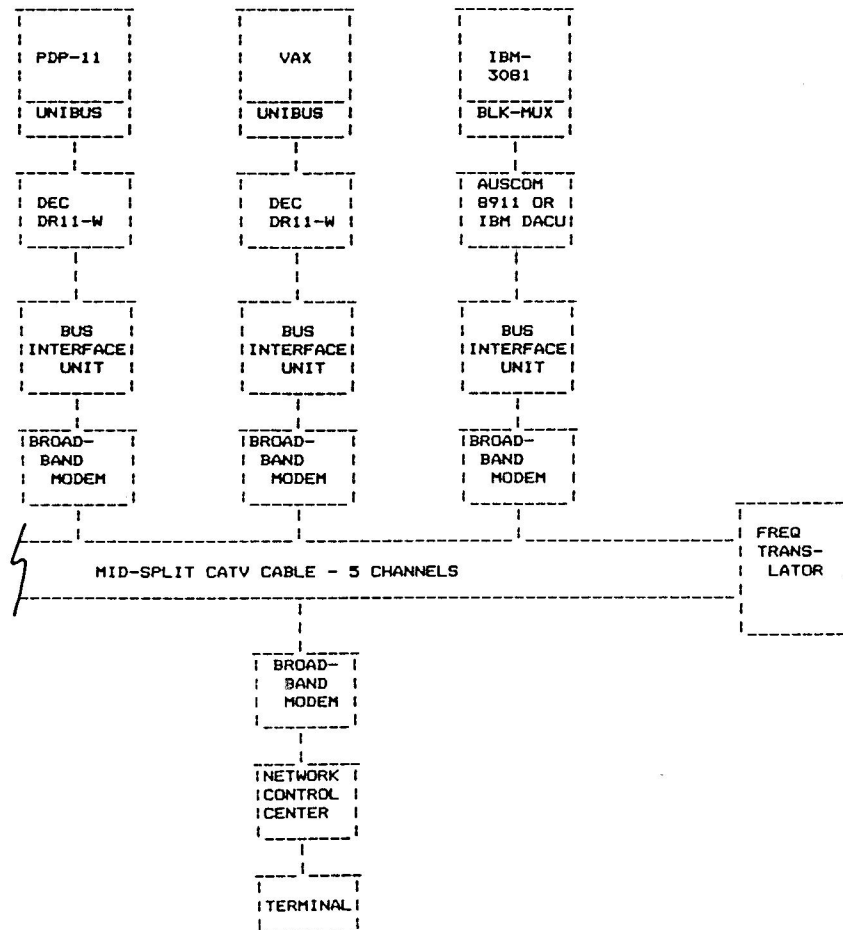 PDP-11
VAX
IBM-
3081
UNIBUS
UNIBUS
BLK-MUX
DEC
DR11-W
DEC
DR11-W
AUSCOM
8911 OR
IBM DACU
BUS
INTERFACE
UNIT
BUS
INTERFACE
UNIT
BUS
INTERFACE
UNIT
BROAD-
BAND
MODEM
BROAD-
BAND
MODEM
BROAD-
BAND
MODEM
FREQ
TRANS-
LATOR
MID-SPLIT CATV CABLE - 5 CHANNELS
BROAD-
BAND
MODEM
NETWORK
CONTROL
CENTER
TERMINAL